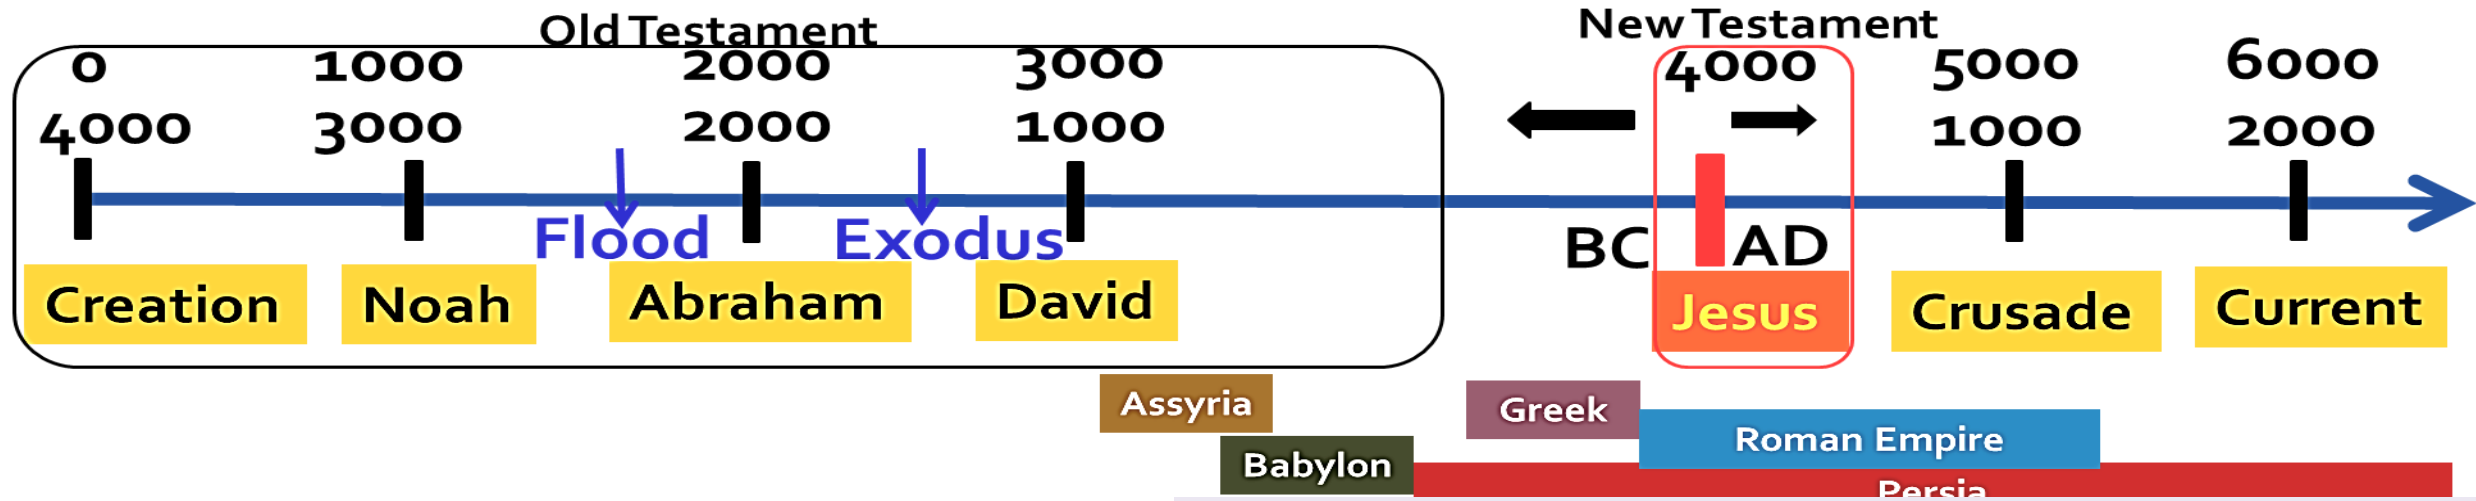 Old Testament New Testament
0 1000 2000 3000 4000 5000 6000
4000 3000 2000 1000 1000 2000
Flood Exodus BC AD
Creation Noah Abraham David Jesus Crusade Current
Assyria Greek
Roman Empire
Babylon
Persia